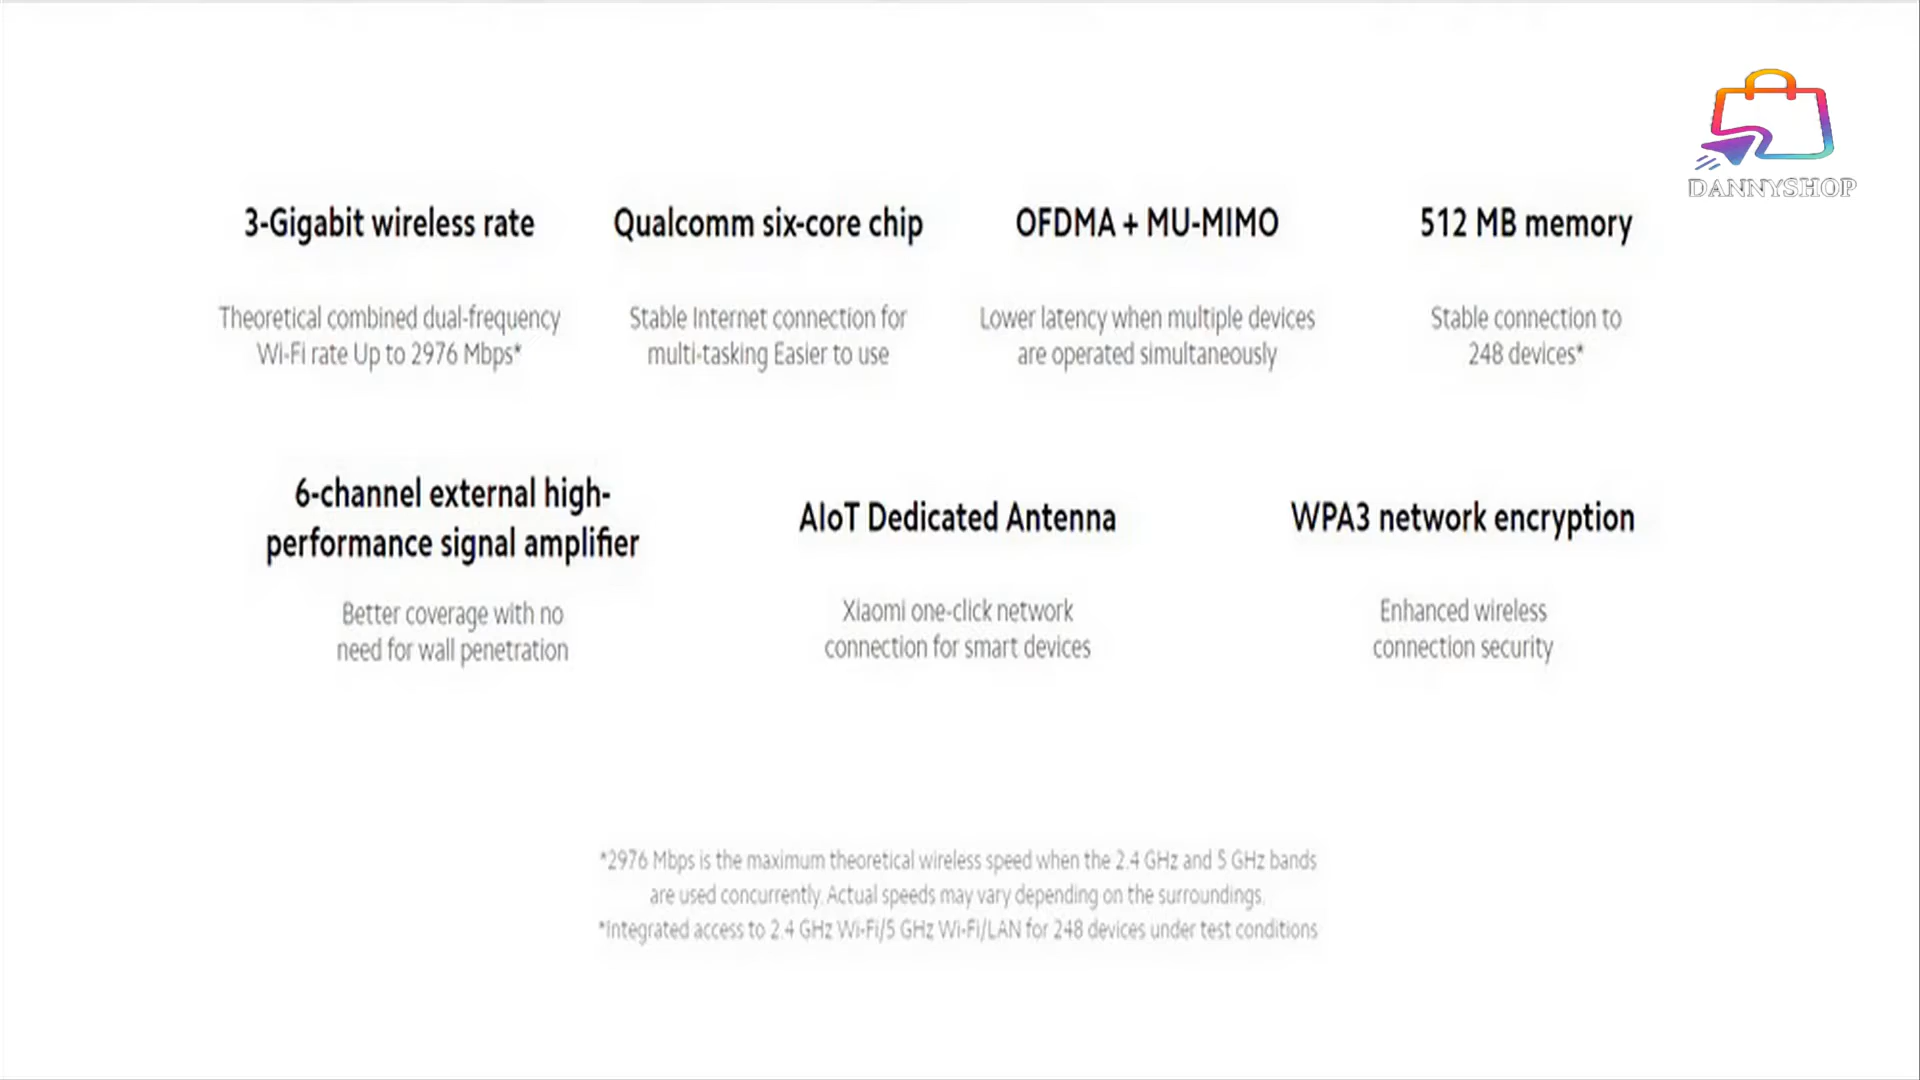 DANNYSHOP
3-Gigabit wireless rate
Theoretical combined dual-frequency
Wi-Fi rate Up to 2976 Mbps*
Qualcomm six-core chip
Stable Internet connection for
multi-tasking Easier to use
OFDMA + MU-MIMO
Lower latency when multiple devices
are operated simultaneously
512 MB memory
Stable connection to
248 devices*
6-channel external high-
performance signal amplifier
Better coverage with no
need for wall penetration
AIoT Dedicated Antenna
Xiaomi one-click network
connection for smart devices
WPA3 network encryption
Enhanced wireless
connection security
*2976 Mbps is the maximum theoretical wireless speed when the 2.4 GHz and 5 GHz bands
are used concurrently. Actual speeds may vary depending on the surroundings.
*Integrated access to 2.4 GHz Wi-Fi/5 GHz Wi-Fi/LAN for 248 devices under test conditions